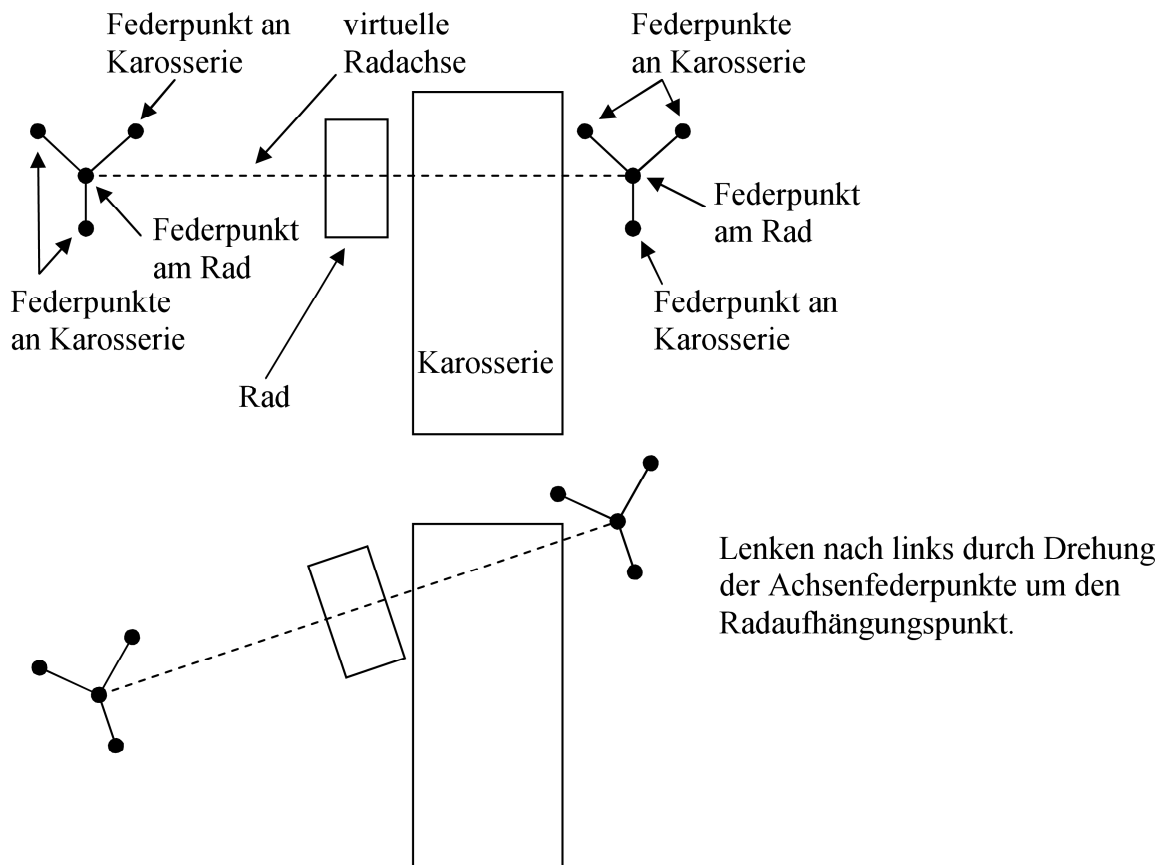 Federpunkt an
Karosserie
virtuelle
Radachse
Federpunkte
an Karosserie
Federpunkt
am Rad
Federpunkt
am Rad
Federpunkte
an Karosserie
Federpunkt an
Karosserie
Karosserie
Rad
Lenken nach links durch Drehung
der Achsenfederpunkte um den
Radaufhängungspunkt.